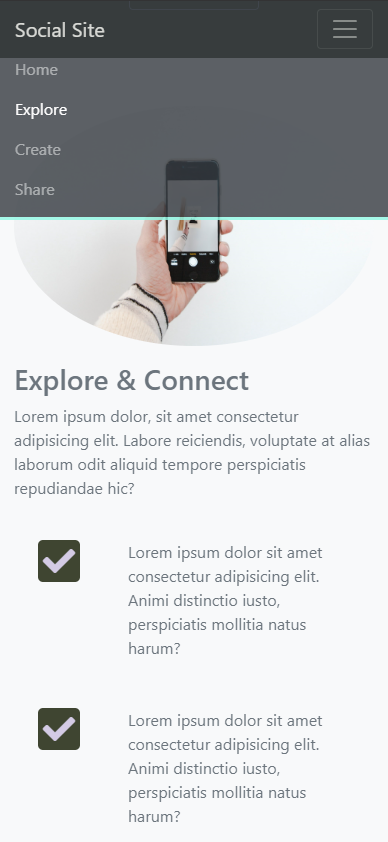 Social Site
Home
Explore
Create
Share
Explore & Connect
Lorem ipsum dolor, sit amet consectetur
adipisicing elit. Labore reiciendis, voluptate at alias
laborum odit aliquid tempore perspiciatis
repudiandae hic?
Lorem ipsum dolor sit amet
consectetur adipisicing elit.
Animi distinctio iusto,
perspiciatis mollitia natus
harum?
Lorem ipsum dolor sit amet
consectetur adipisicing elit.
Animi distinctio iusto,
perspiciatis mollitia natus
harum?